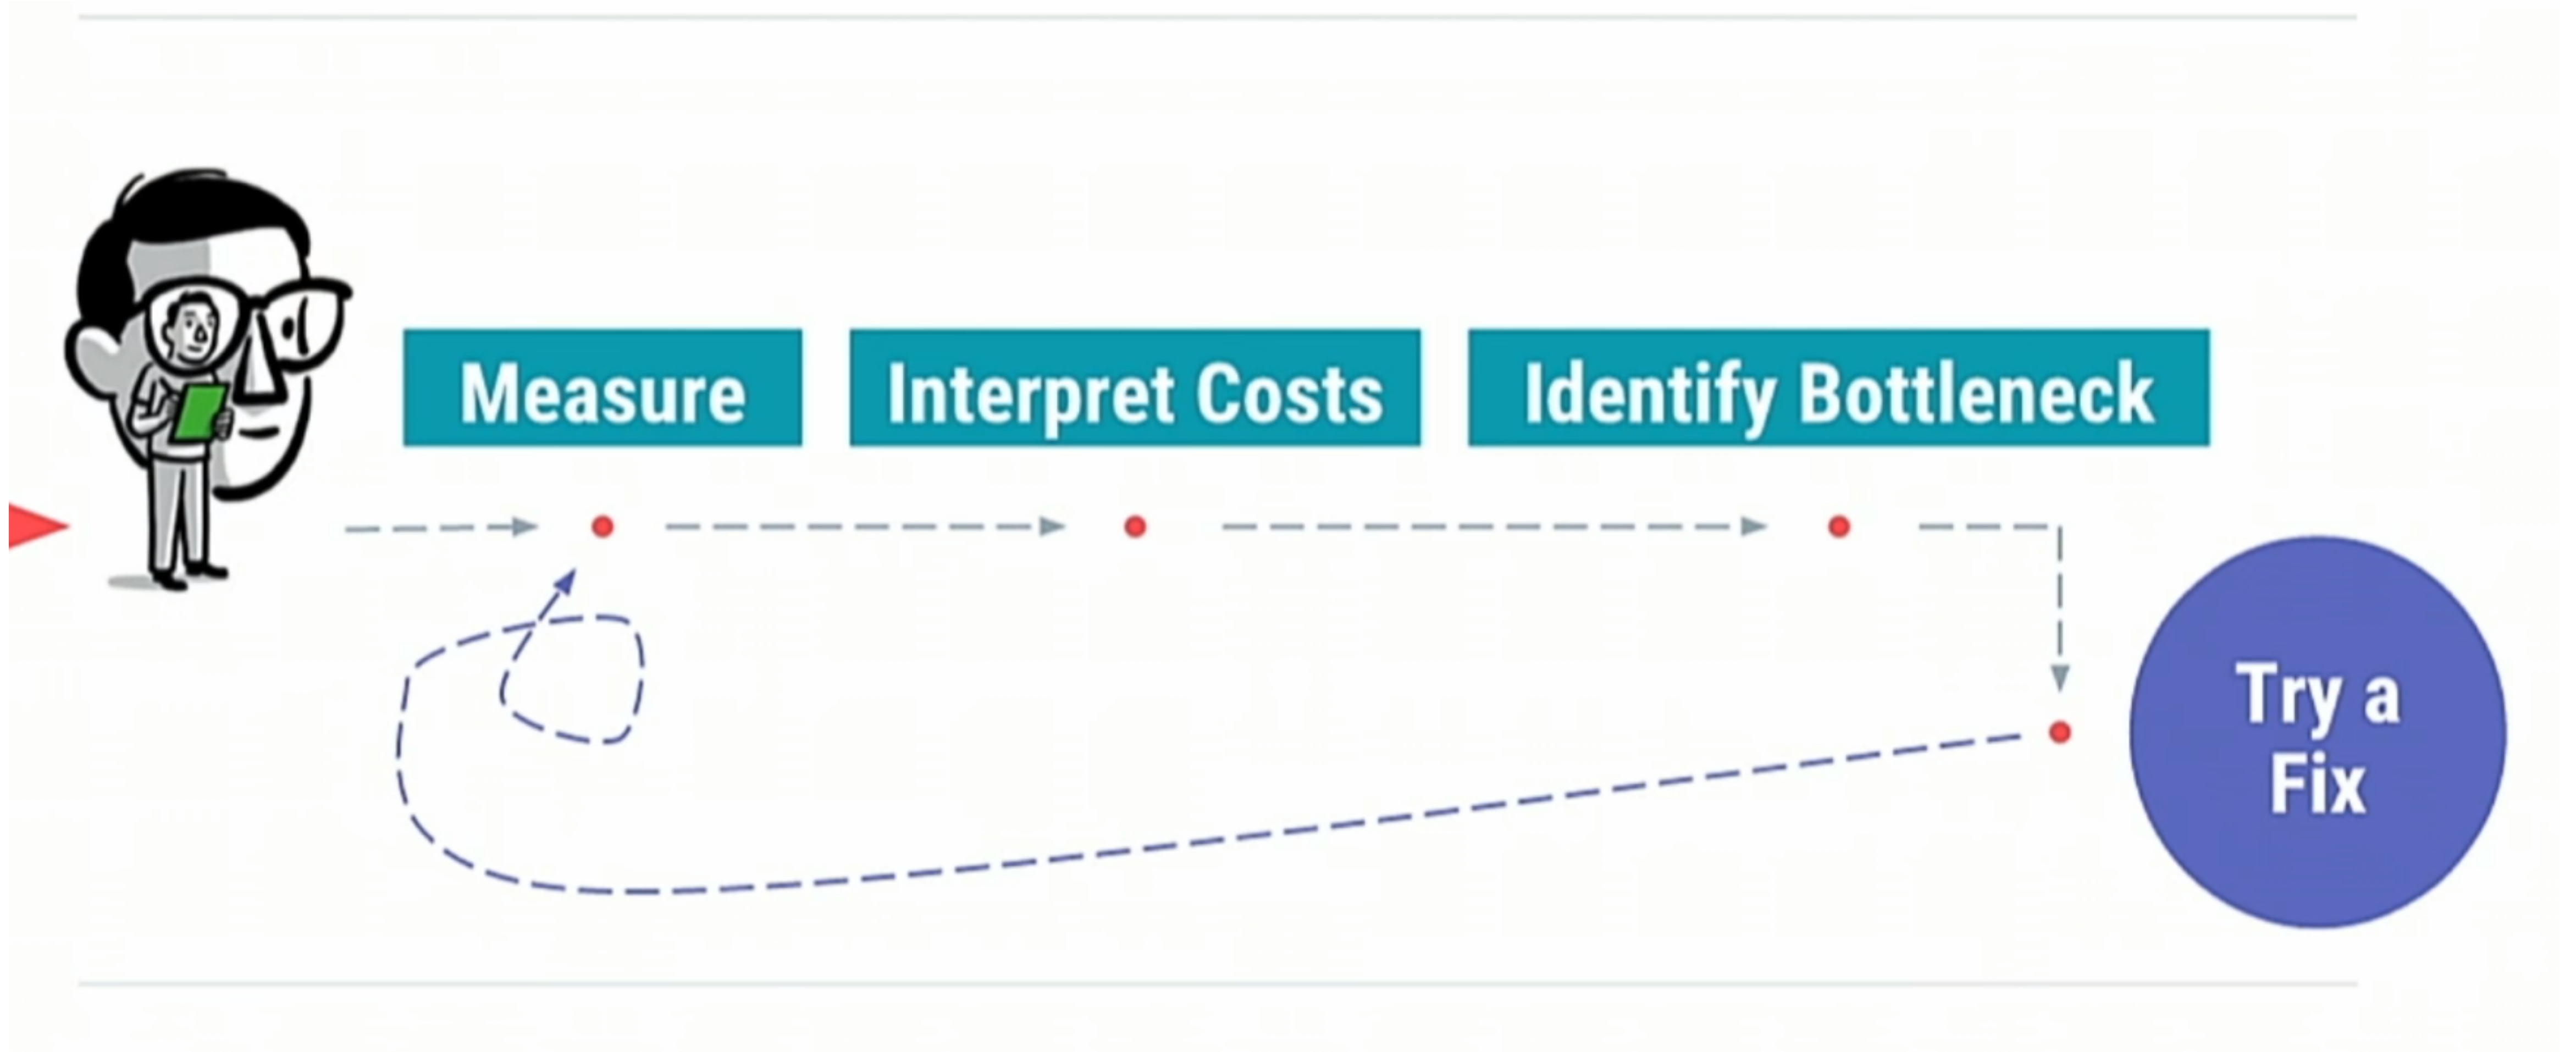 Measure
Interpret Costs
Identify Bottleneck
Try a
Fix